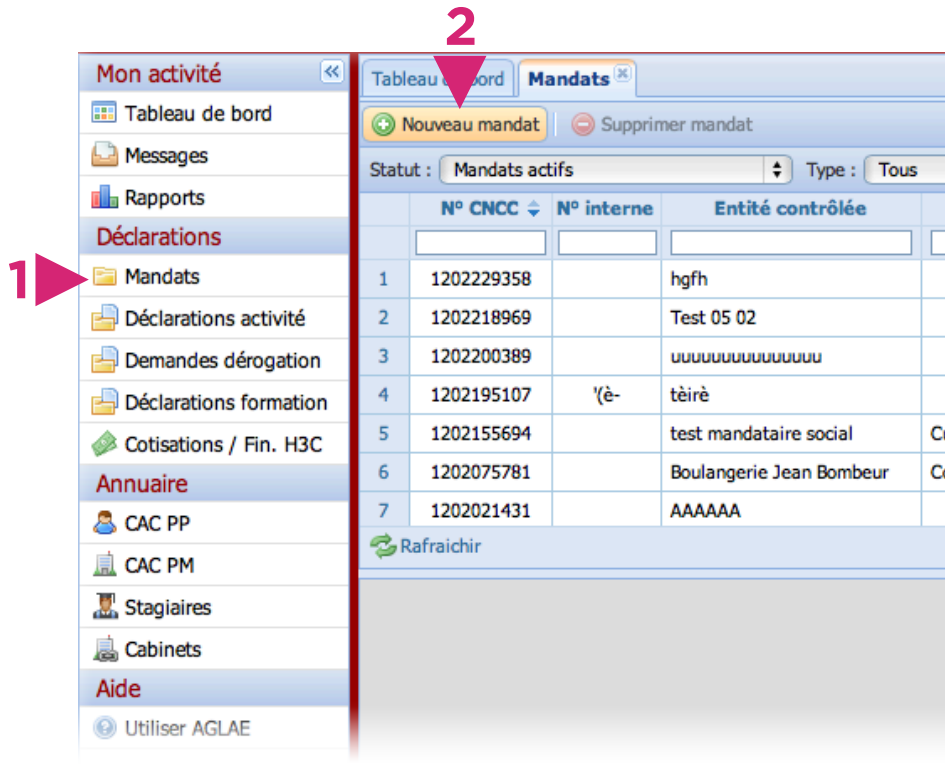 2
Mon activité
Tableau de bord
Messages
Rapports
Déclarations
1
Mandats
Déclarations activité
Demandes dérogation
Déclarations formation
Cotisations / Fin. H3C
Annuaire
CAC PP
CAC PM
Stagiaires
Cabinets
Aide
Utiliser AGLAE
Tableau bord Mandats
Nouveau mandat Supprimer mandat
Statut : Mandats actifs Type : Tous
N° CNCC N° interne Entité contrôlée
1 1202229358 hgfh
2 1202218969 Test 05 02
3 1202200389 uuuuuuuuuuuuuuu
4 1202195107 '(è- tèirè
5 1202155694 test mandataire social
6 1202075781 Boulangerie Jean Bombeur
7 1202021431 AAAAAA
Rafraichir